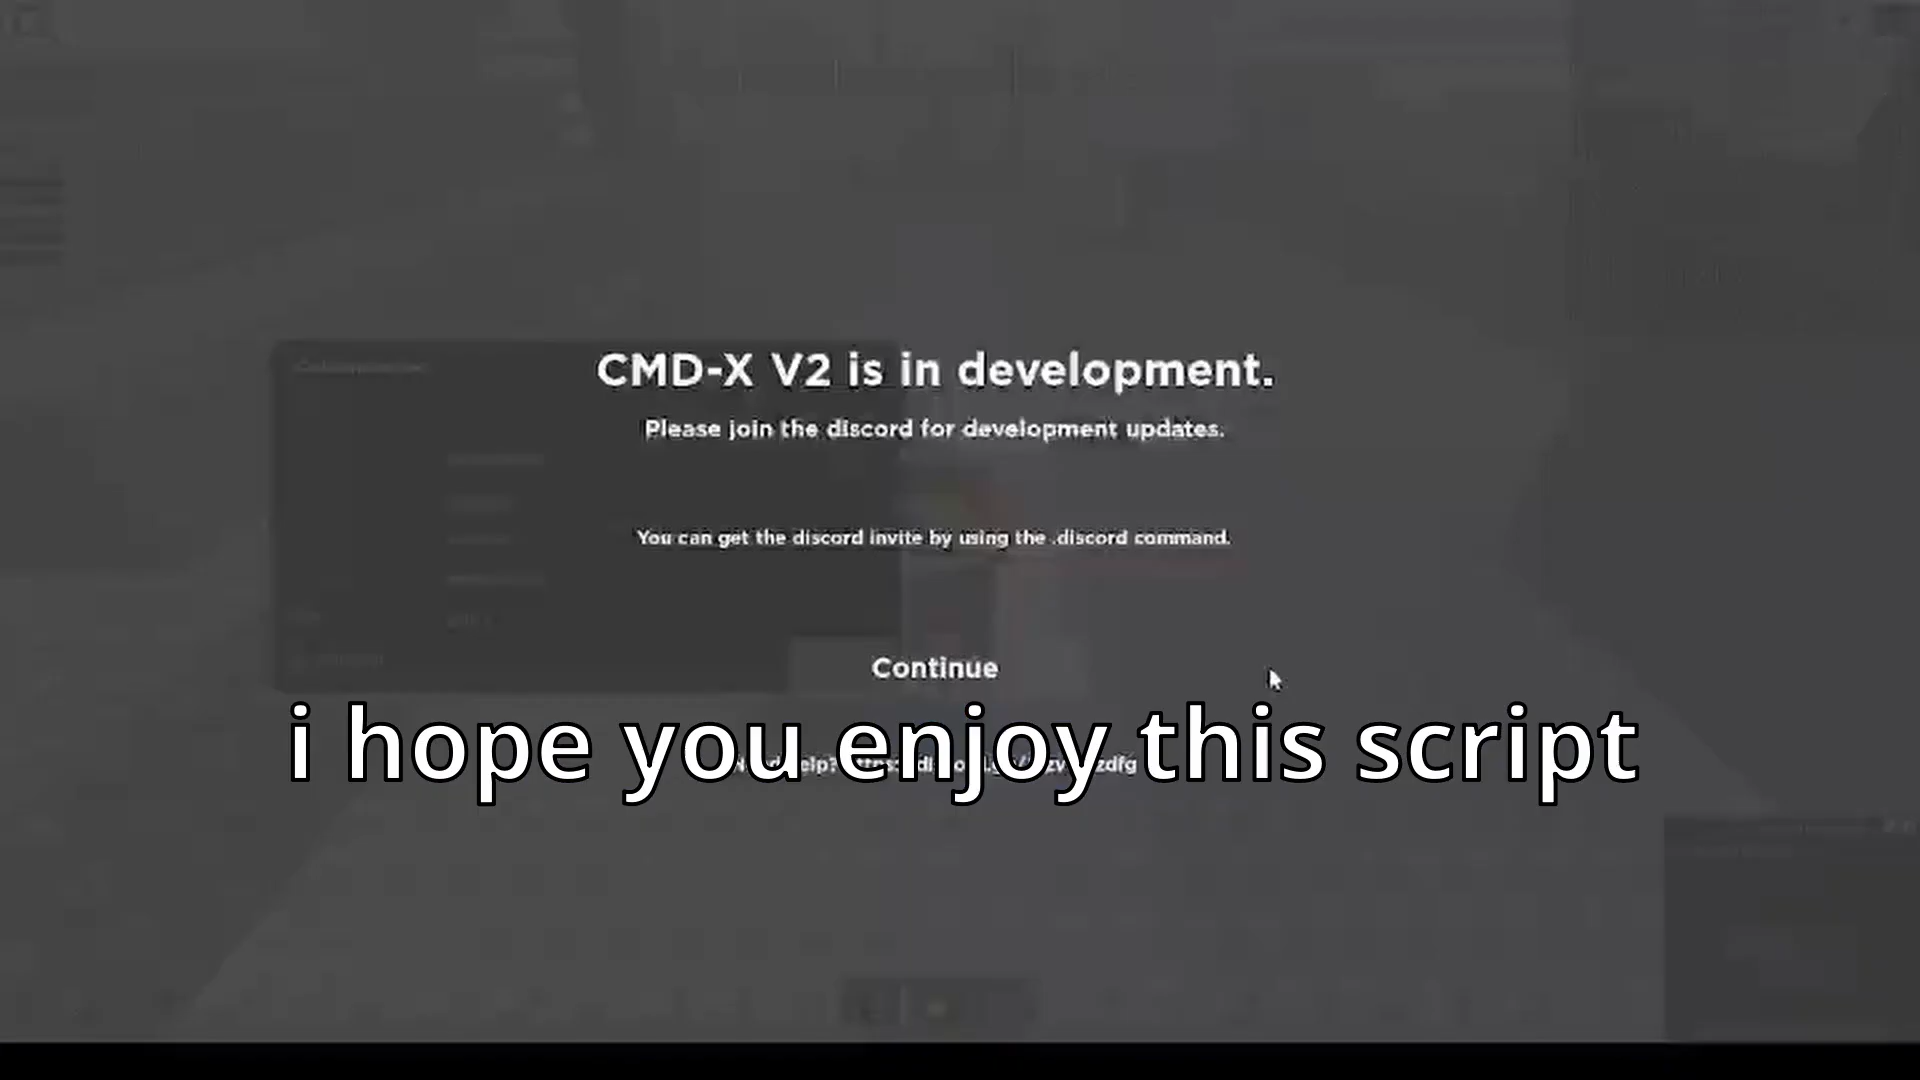 CMD-X V2 is in development.
Please join the discord for development updates.
You can get the discord invite by using the .discord command.
Continue
i hope you enjoy this script